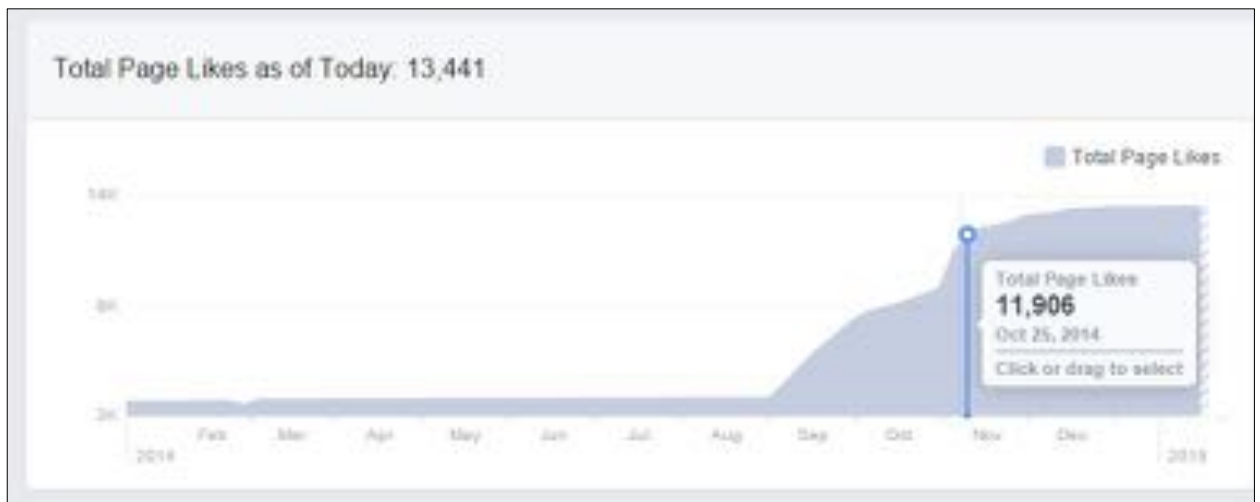 Total Page Likes as of Today: 13,441
Total Page Likes
14K
8K
Total Page Likes
11,906
Oct 25, 2014
Click or drag to select
Feb Mar Apr May Jun Jul Aug Sep Oct Nov Dec
2014